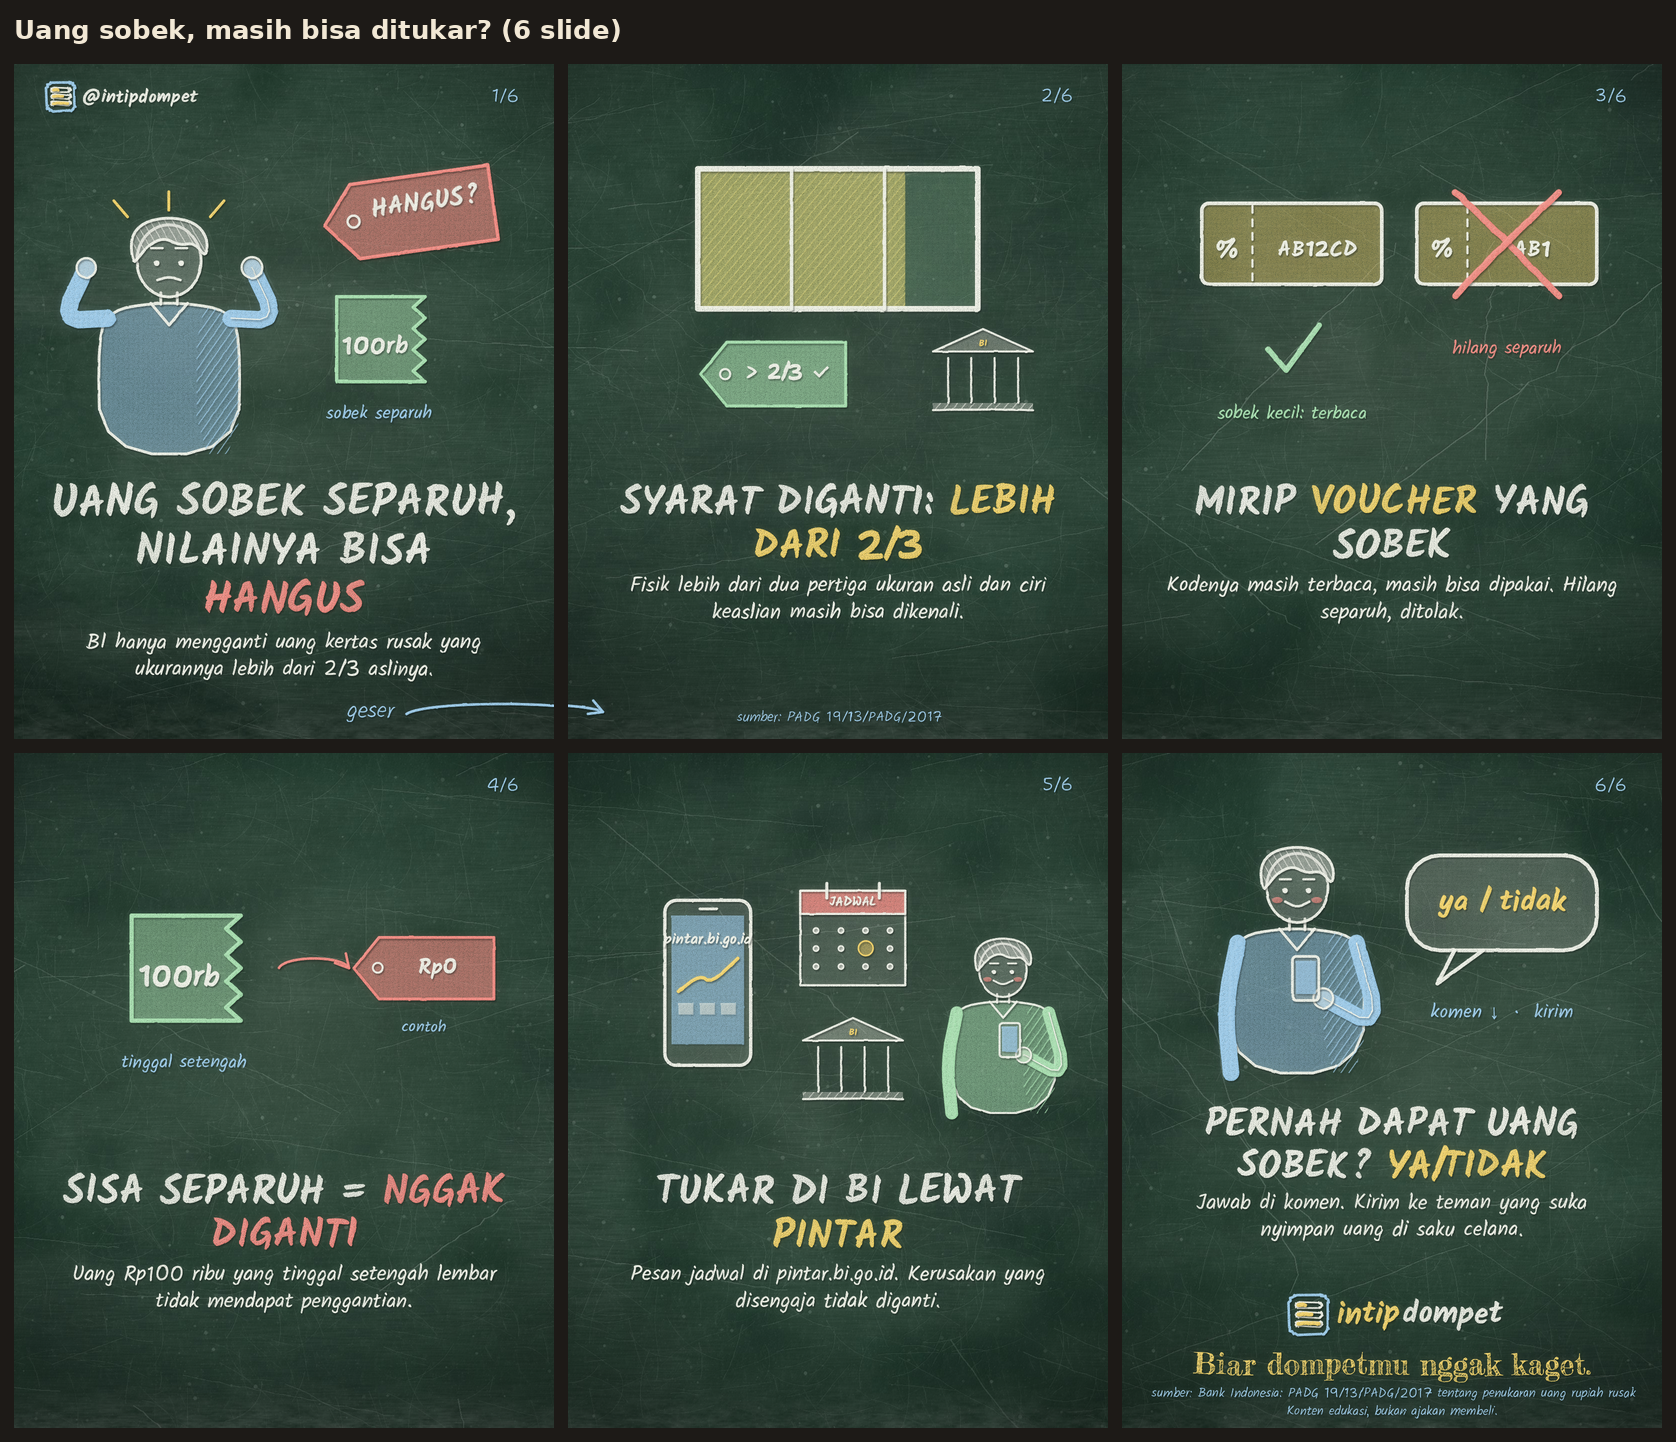 Uang sobek, masih bisa ditukar? (6 slide)
@intipdompet
1/6
HANGUS?
100rb
sobek separuh
UANG SOBEK SEPARUH,
NILAINYA BISA
HANGUS
BI hanya mengganti uang kertas rusak yang
ukurannya lebih dari 2/3 aslinya.
geser
2/6
> 2/3 ✓
BI
SYARAT DIGANTI: LEBIH
DARI 2/3
Fisik lebih dari dua pertiga ukuran asli dan ciri
keaslian masih bisa dikenali.
sumber: PADG 19/13/PADG/2017
3/6
% AB12CD
% AB1
hilang separuh
sobek kecil: terbaca
MIRIP VOUCHER YANG
SOBEK
Kodenya masih terbaca, masih bisa dipakai. Hilang
separuh, ditolak.
4/6
100rb
Rp0
contoh
tinggal setengah
SISA SEPARUH = NGGAK
DIGANTI
Uang Rp100 ribu yang tinggal setengah lembar
tidak mendapat penggantian.
5/6
pintar.bi.go.id
JADWAL
BI
TUKAR DI BI LEWAT
PINTAR
Pesan jadwal di pintar.bi.go.id. Kerusakan yang
disengaja tidak diganti.
6/6
ya / tidak
komen ↓ · kirim
PERNAH DAPAT UANG
SOBEK? YA/TIDAK
Jawab di komen. Kirim ke teman yang suka
nyimpan uang di saku celana.
intipdompet
Biar dompetmu nggak kaget.
sumber: Bank Indonesia: PADG 19/13/PADG/2017 tentang penukaran uang rupiah rusak
Konten edukasi, bukan ajakan membeli.